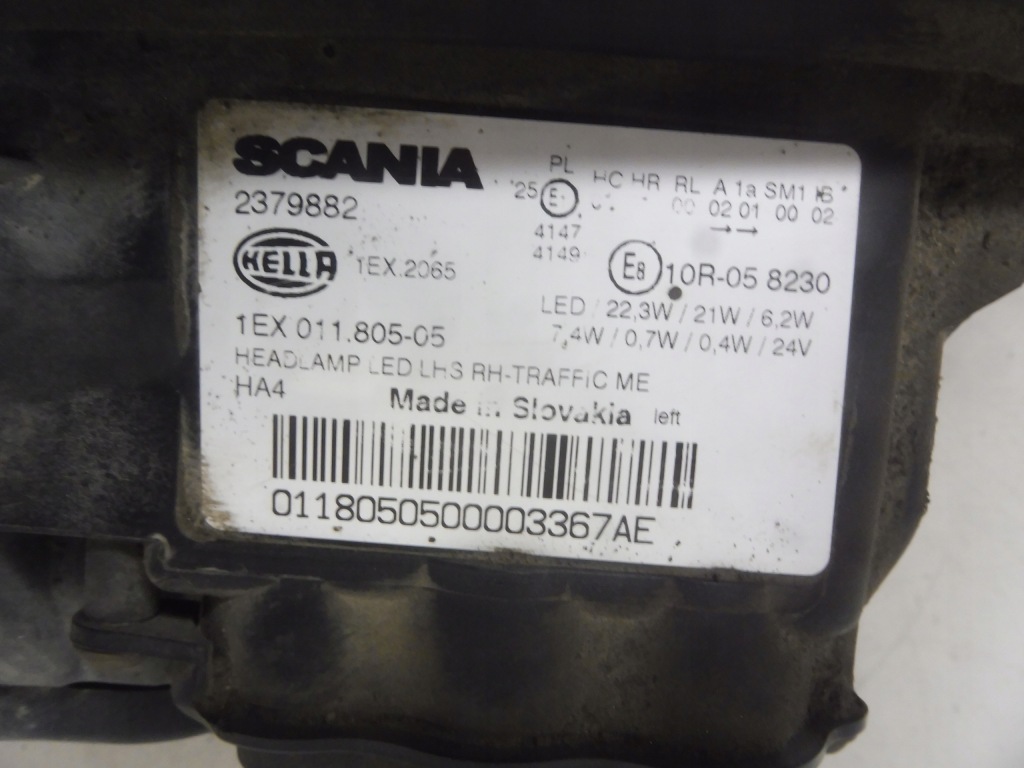 SCANIA
2379882
HELLA 1EX.2065
1EX 011.805-05
HEADLAMP LED LHS RH-TRAFFIC ME
HA4
PL HC HR RL A 1a SM1
25 E1 00 02 01 00 02
→ →
4147
4149
E8 10R-05 8230
LED / 22,3W / 21W / 6,2W
7,4W / 0,7W / 0,4W / 24V
Made in Slovakia left
0118050500003367AE